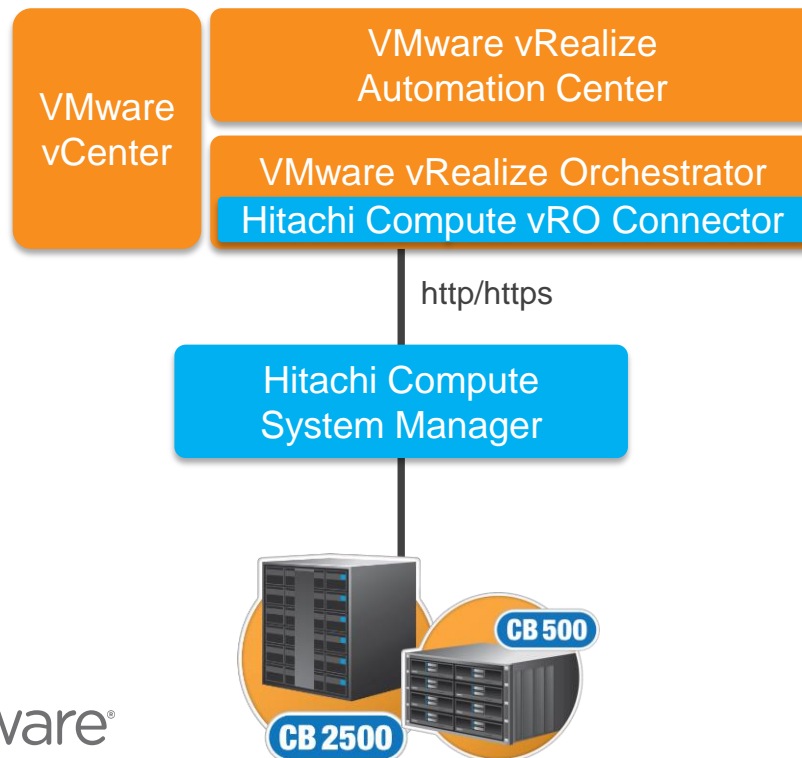 VMware
vCenter
VMware vRealize
Automation Center
VMware vRealize Orchestrator
Hitachi Compute vRO Connector
http/https
Hitachi Compute
System Manager
CB 500
CB 2500
ware®